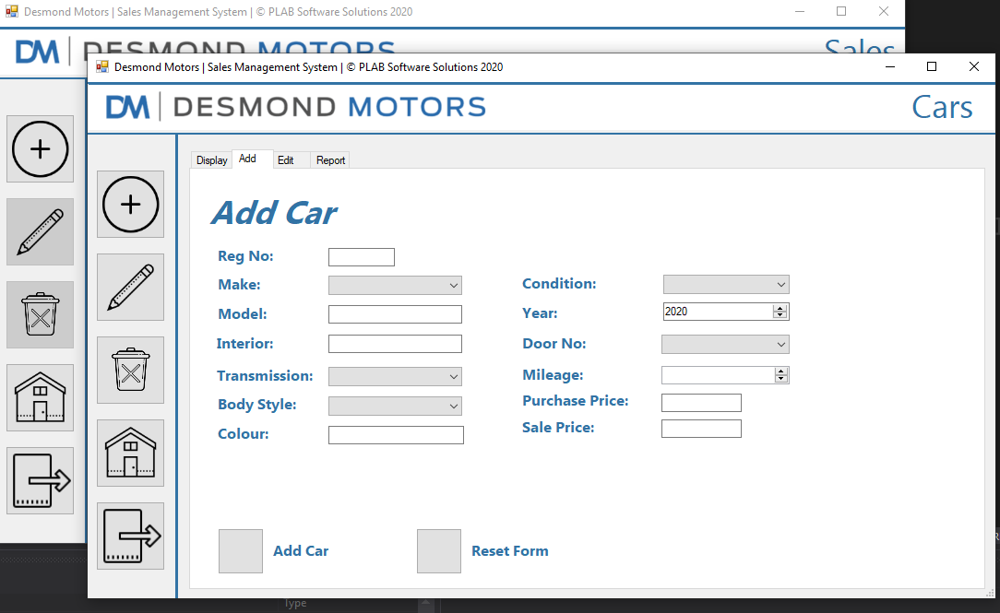 Desmond Motors | Sales Management System | © PLAB Software Solutions 2020
DM | DESMOND MOTORS
Sales
Desmond Motors | Sales Management System | © PLAB Software Solutions 2020
DM | DESMOND MOTORS
Cars
Display Add Edit Report
Add Car
Reg No:
Make:
Model:
Interior:
Transmission:
Body Style:
Colour:
Condition:
Year: 2020
Door No:
Mileage:
Purchase Price:
Sale Price:
Add Car
Reset Form
Type